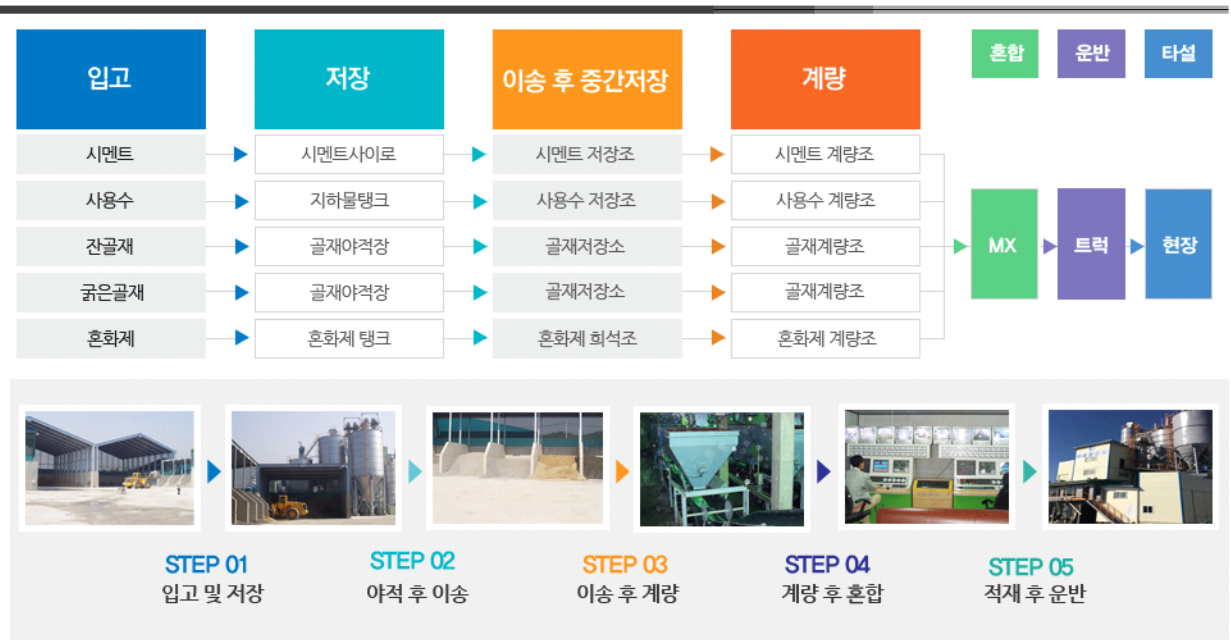 입고
저장
이송 후 중간저장
계량
혼합
운반
타설
시멘트
시멘트사이로
시멘트 저장조
시멘트 계량조
사용수
지하물탱크
사용수 저장조
사용수 계량조
잔골재
골재야적장
골재저장소
골재계량조
MX
트럭
현장
굵은골재
골재야적장
골재저장소
골재계량조
혼화제
혼화제 탱크
혼화제 희석조
혼화제 계량조
STEP 01
입고 및 저장
STEP 02
야적 후 이송
STEP 03
이송 후 계량
STEP 04
계량 후 혼합
STEP 05
적재 후 운반